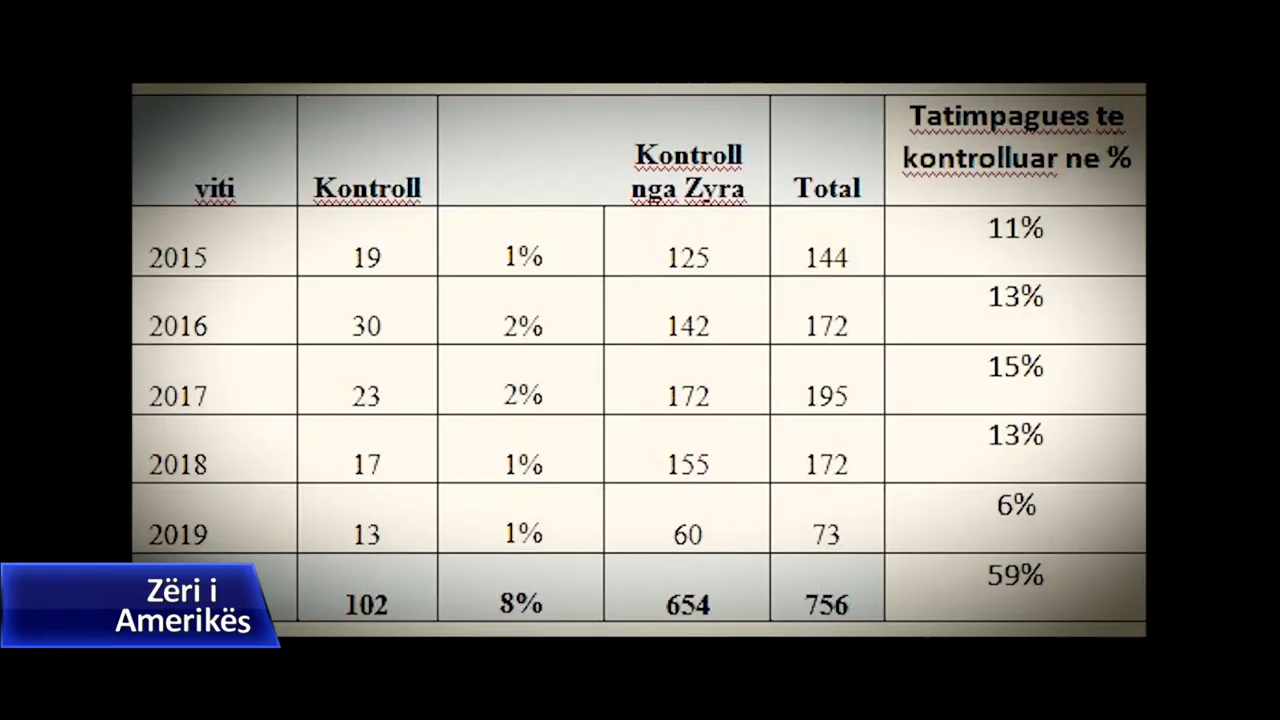 viti Kontroll Kontroll nga Zyra Total Tatimpagues te kontrolluar ne %
2015 19 1% 125 144 11%
2016 30 2% 142 172 13%
2017 23 2% 172 195 15%
2018 17 1% 155 172 13%
2019 13 1% 60 73 6%
102 8% 654 756 59%
Zëri i
Amerikës